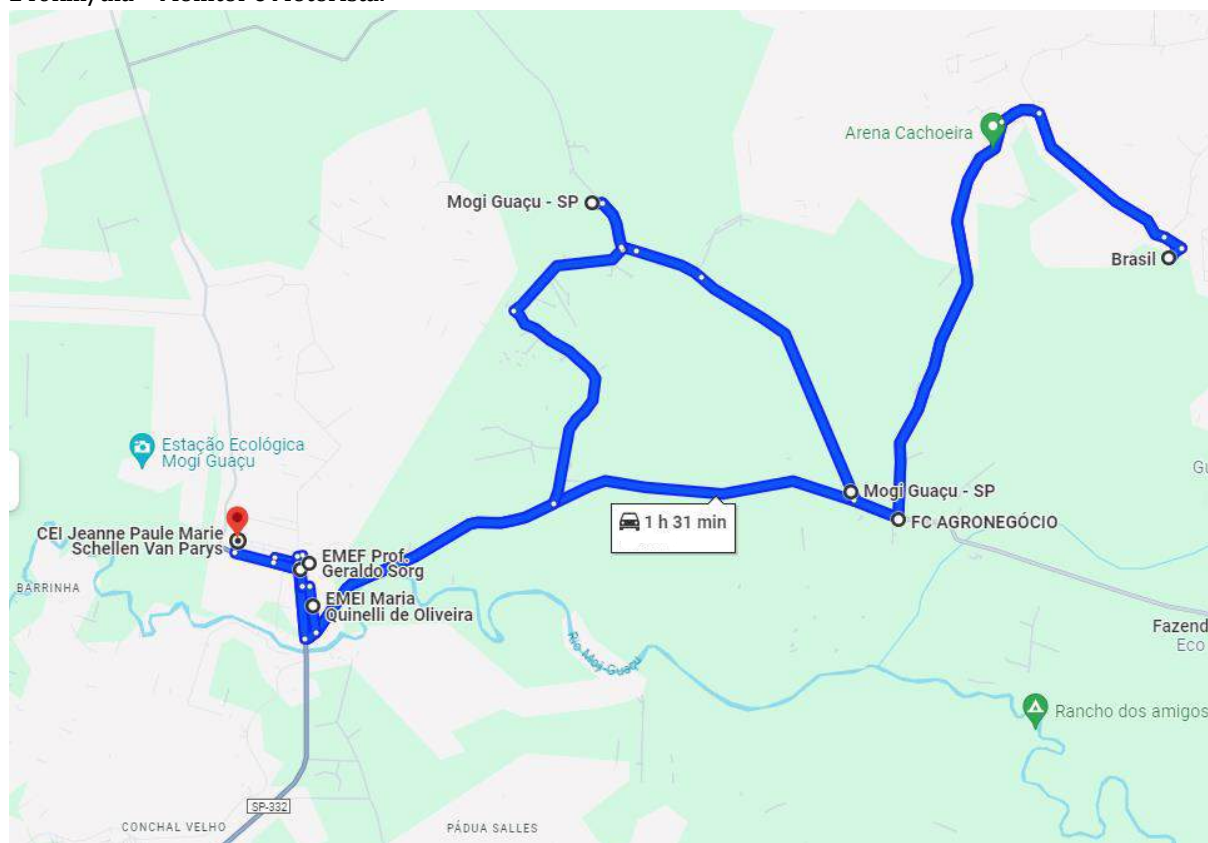 Arena Cachoeira
Mogi Guaçu - SP
Brasil
Estação Ecológica
Mogi Guaçu
Mogi Guaçu - SP
1 h 31 min
FC AGRONEGÓCIO
CEI Jeanne Paule Marie
Schellen Van Parys
EMEF Prof.
Geraldo Sorg
BARRINHA
EMEI Maria
Quinelli de Oliveira
Rio Moji-Guaçu
Fazend
Eco
Rancho dos amigos
SP-332
CONCHAL VELHO
PÁDUA SALLES